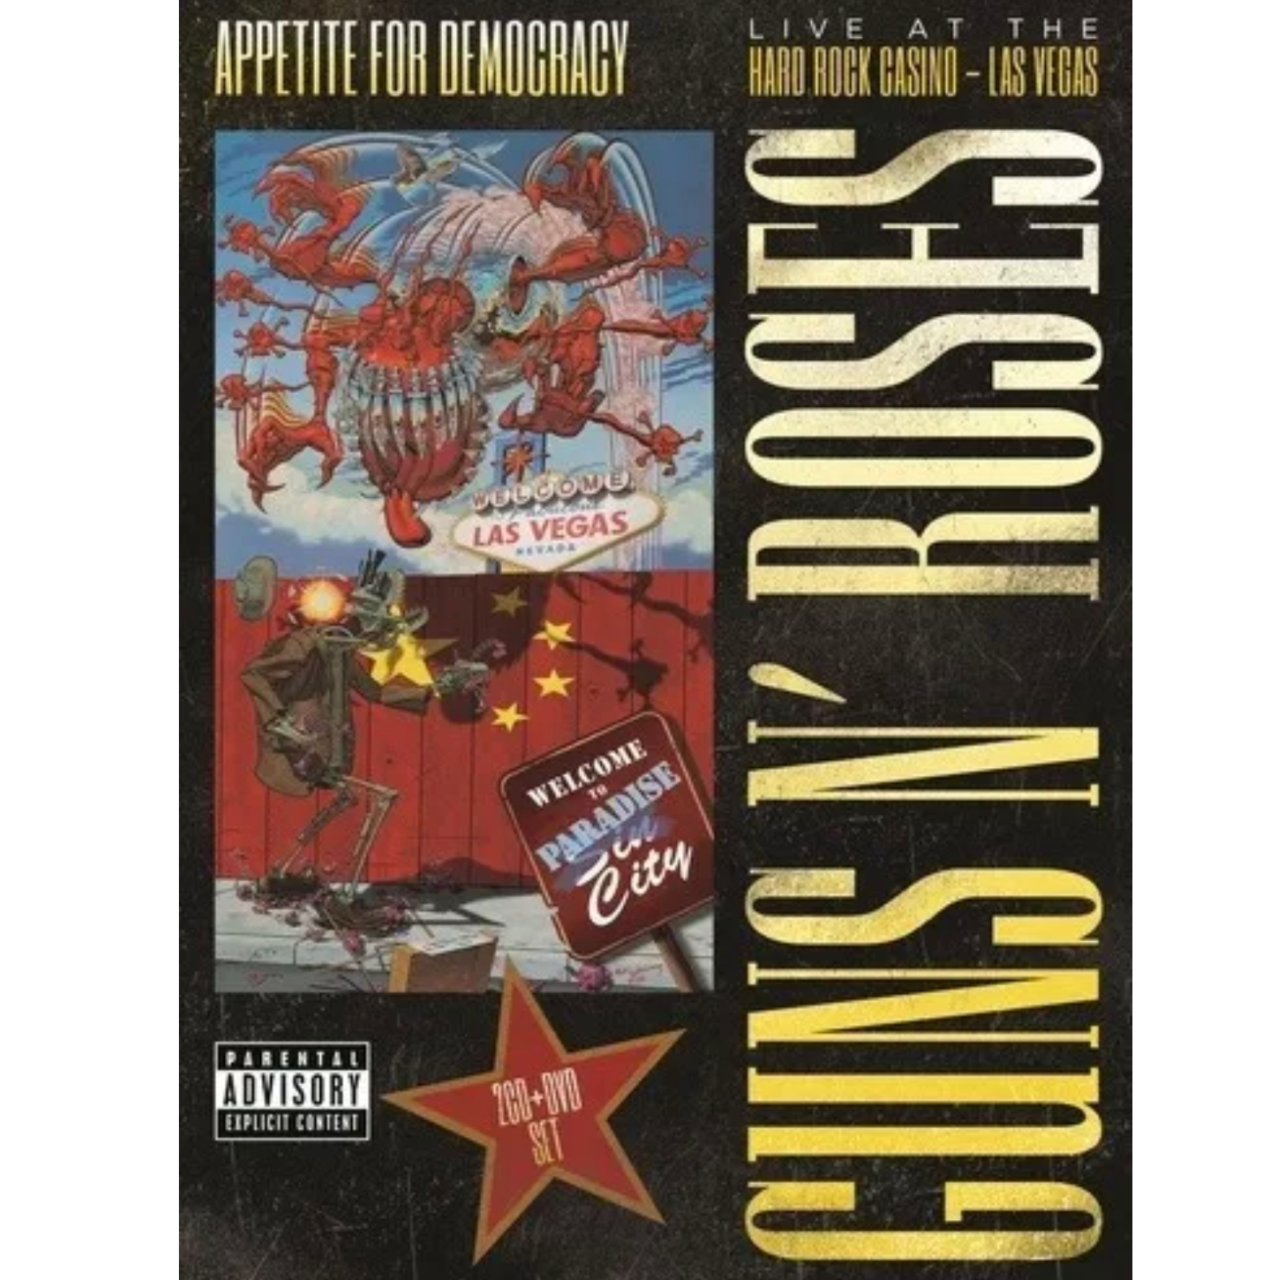 APPETITE FOR DEMOCRACY
LIVE AT THE
HARD ROCK CASINO – LAS VEGAS
GUNS N' ROSES
WELCOME
LAS VEGAS
NEVADA
WELCOME
TO
PARADISE
Sin
City
PARENTAL
ADVISORY
EXPLICIT CONTENT
2CD+DVD
SET